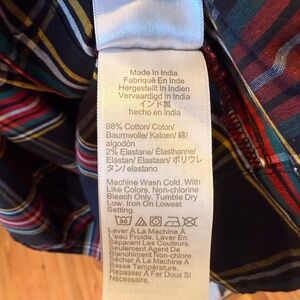 Made In India
Fabriqué En Inde
Hergestellt In Indien
Vervaardigd In India
インド製
hecho en india
98% Cotton/ Coton/
Baumwolle/ Katoen/ 綿/
algodón
2% Elastane/ Élasthanne/
Elastan/ Elastaan/ ポリウレ
タン/ elastano
Machine Wash Cold. With
Like Colors. Non-chlorine
Bleach Only. Tumble Dry
Low, Iron On Lowest
Setting.
30
Laver À La Machine À
L'eau Froide. Laver En
Séparant Les Couleurs.
Seulement Agent De
Blanchiment Non-chloré.
Sécher À La Machine À
Basse Température.
Repasser À Fer Doux Si
Nécessaire.